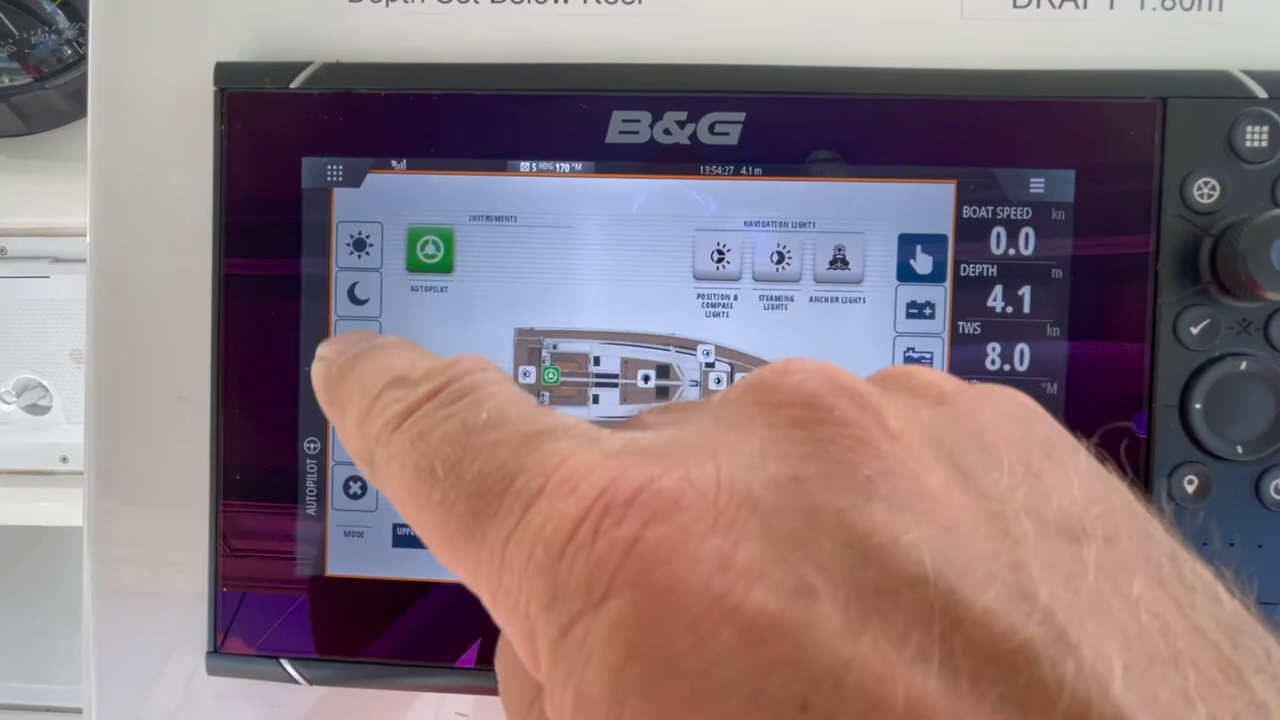 Depth Set Below Keel
DRAFT 1.80m
B&G
S HDG 170 °M
13:54:27 4.1 m
INSTRUMENTS
NAVIGATION LIGHTS
AUTOPILOT
POSITION &
COMPASS
LIGHTS
STEAMING
LIGHTS
ANCHOR LIGHTS
BOAT SPEED kn
0.0
DEPTH m
4.1
TWS kn
8.0
°M
AUTOPILOT
MODE